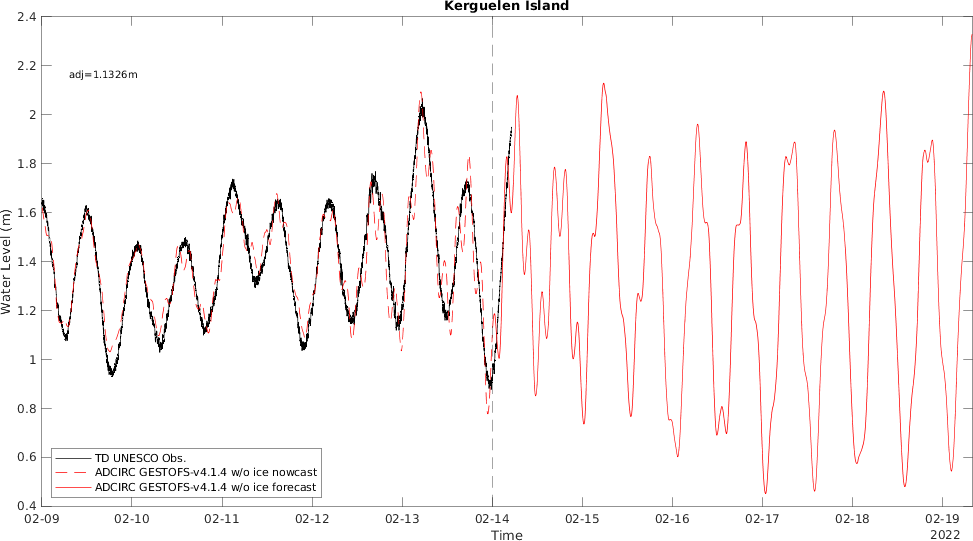 Kerguelen Island
2.4
2.2
2
1.8
1.6
1.4
1.2
1
0.8
0.6
0.4
Water Level (m)
adj=1.1326m
TD UNESCO Obs.
ADCIRC GESTOFS-v4.1.4 w/o ice nowcast
ADCIRC GESTOFS-v4.1.4 w/o ice forecast
02-09 02-10 02-11 02-12 02-13 02-14 02-15 02-16 02-17 02-18 02-19
2022
Time